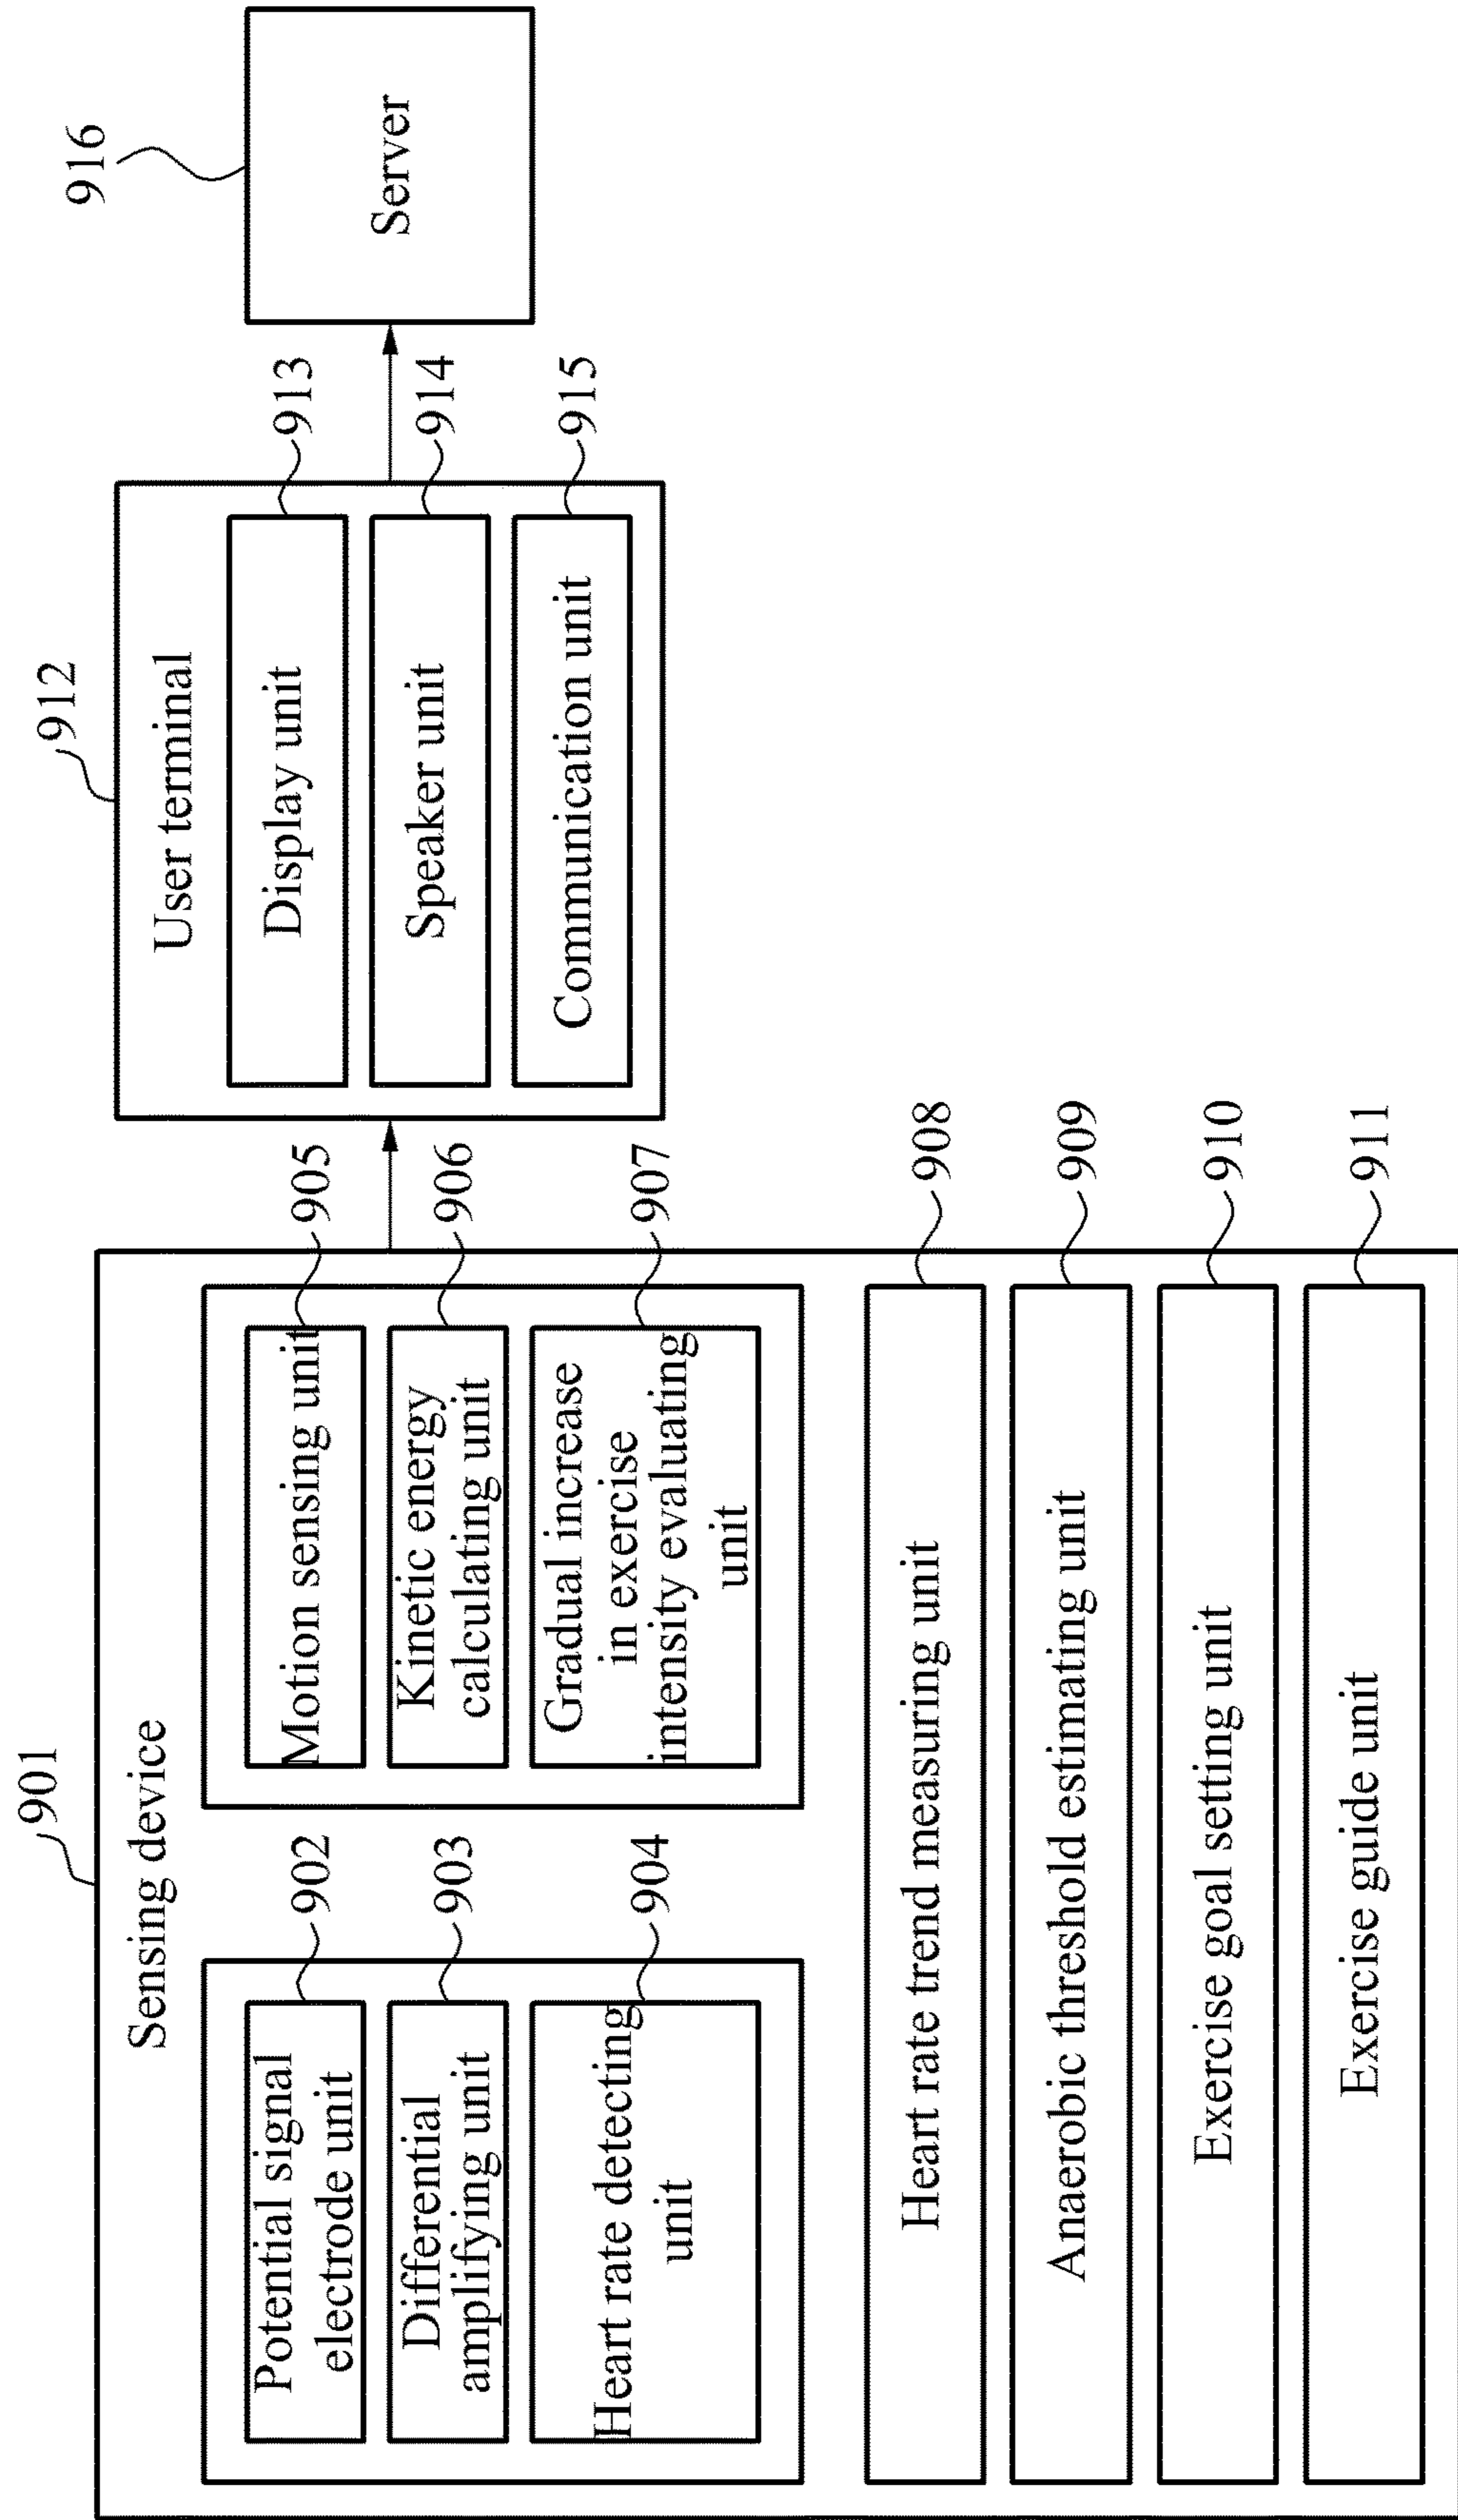 901
Sensing device
902
Potential signal
electrode unit
903
Differential
amplifying unit
904
Heart rate detecting
unit
905
Motion sensing unit
906
Kinetic energy
calculating unit
907
Gradual increase
in exercise
intensity evaluating
unit
908
Heart rate trend measuring unit
909
Anaerobic threshold estimating unit
910
Exercise goal setting unit
911
Exercise guide unit
912
User terminal
913
Display unit
914
Speaker unit
915
Communication unit
916
Server